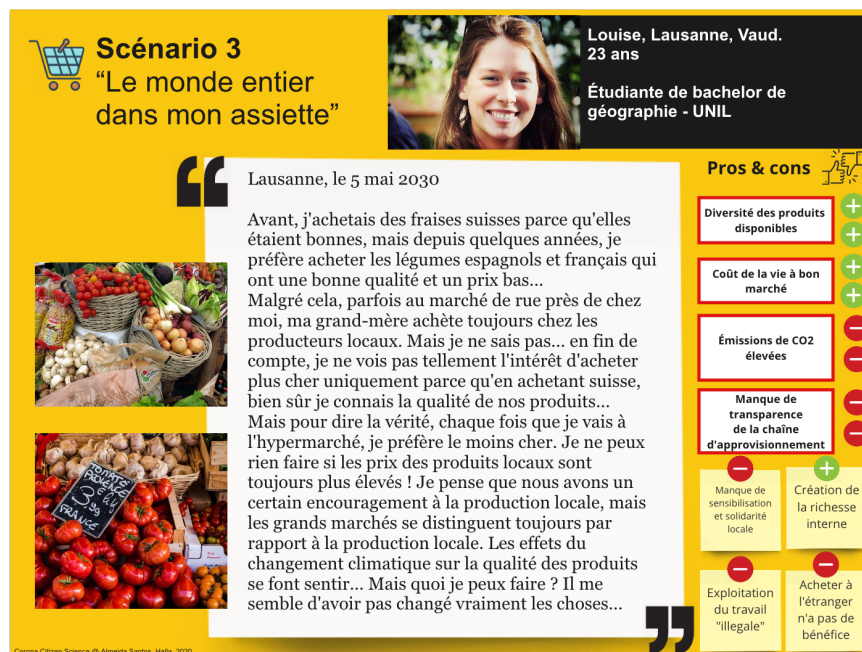 Scénario 3
“Le monde entier
dans mon assiette”
Louise, Lausanne, Vaud.
23 ans
Étudiante de bachelor de
géographie - UNIL
Lausanne, le 5 mai 2030
Avant, j'achetais des fraises suisses parce qu'elles
étaient bonnes, mais depuis quelques années, je
préfère acheter les légumes espagnols et français qui
ont une bonne qualité et un prix bas...
Malgré cela, parfois au marché de rue près de chez
moi, ma grand-mère achète toujours chez les
producteurs locaux. Mais je ne sais pas... en fin de
compte, je ne vois pas tellement l'intérêt d'acheter
plus cher uniquement parce qu'en achetant suisse,
bien sûr je connais la qualité de nos produits...
Mais pour dire la vérité, chaque fois que je vais à
l'hypermarché, je préfère le moins cher. Je ne peux
rien faire si les prix des produits locaux sont
toujours plus élevés ! Je pense que nous avons un
certain encouragement à la production locale, mais
les grands marchés se distinguent toujours par
rapport à la production locale. Les effets du
changement climatique sur la qualité des produits
se font sentir... Mais quoi je peux faire ? Il me
semble d'avoir pas changé vraiment les choses...
TOMATE
PROVENCE
FRANCE
Pros & cons
Diversité des produits
disponibles
Coût de la vie à bon
marché
Émissions de CO2
élevées
Manque de
transparence
de la chaîne
d'approvisionnement
Manque de
sensibilisation
et solidarité
locale
Création de
la richesse
interne
Exploitation
du travail
"illegale"
Acheter à
l'étranger
n'a pas de
bénéfice
Corona Citizen Science @ Almeida Santos, Halla, 2020